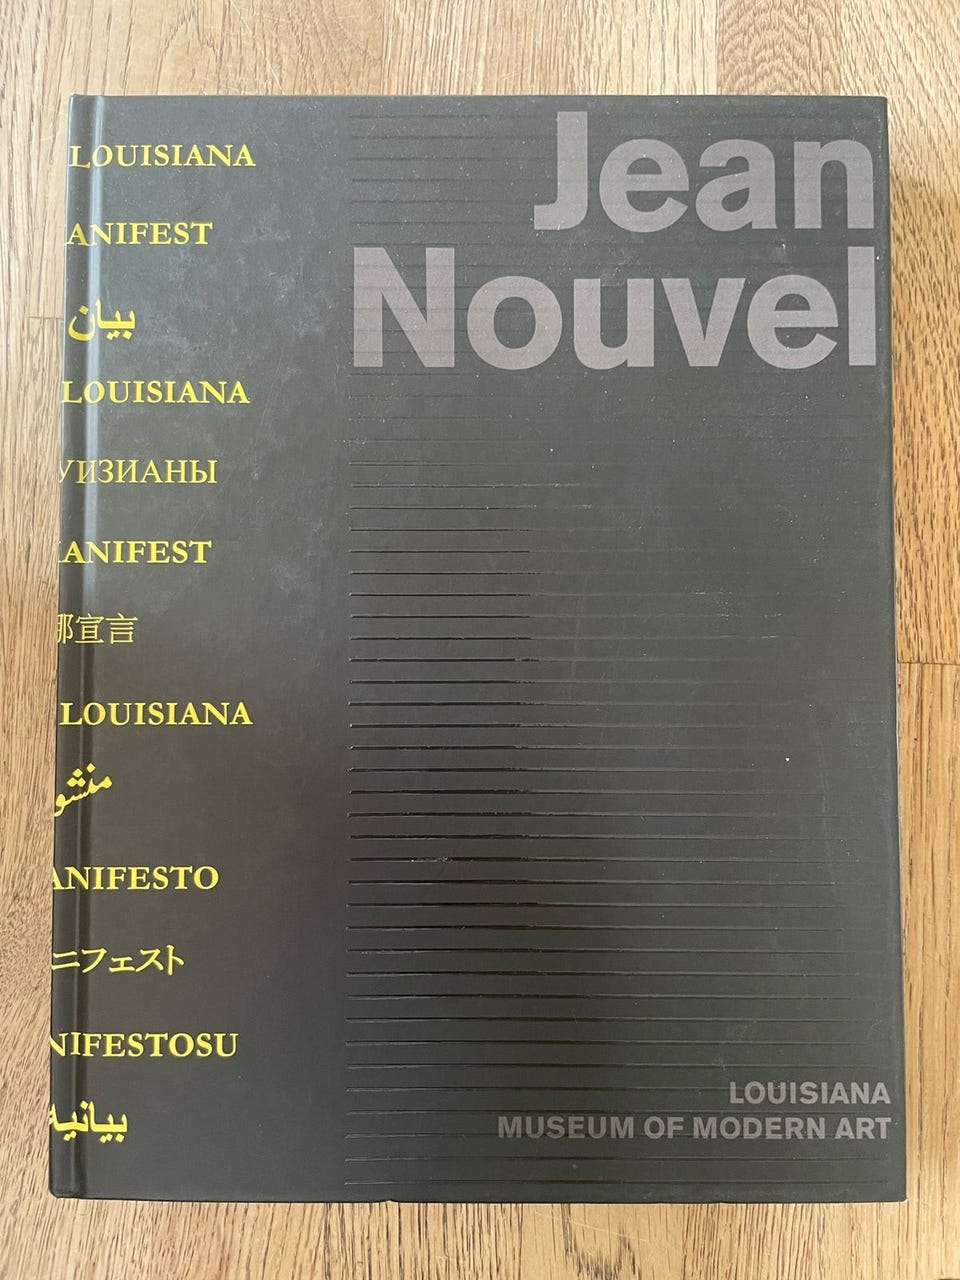 Jean
Nouvel
LOUISIANA
ANIFEST
بيان
LOUISIANA
УИЗИАНЫ
ANIFEST
那宣言
LOUISIANA
منشو
ANIFESTO
ニフェスト
NIFESTOSU
بيانيه
LOUISIANA
MUSEUM OF MODERN ART